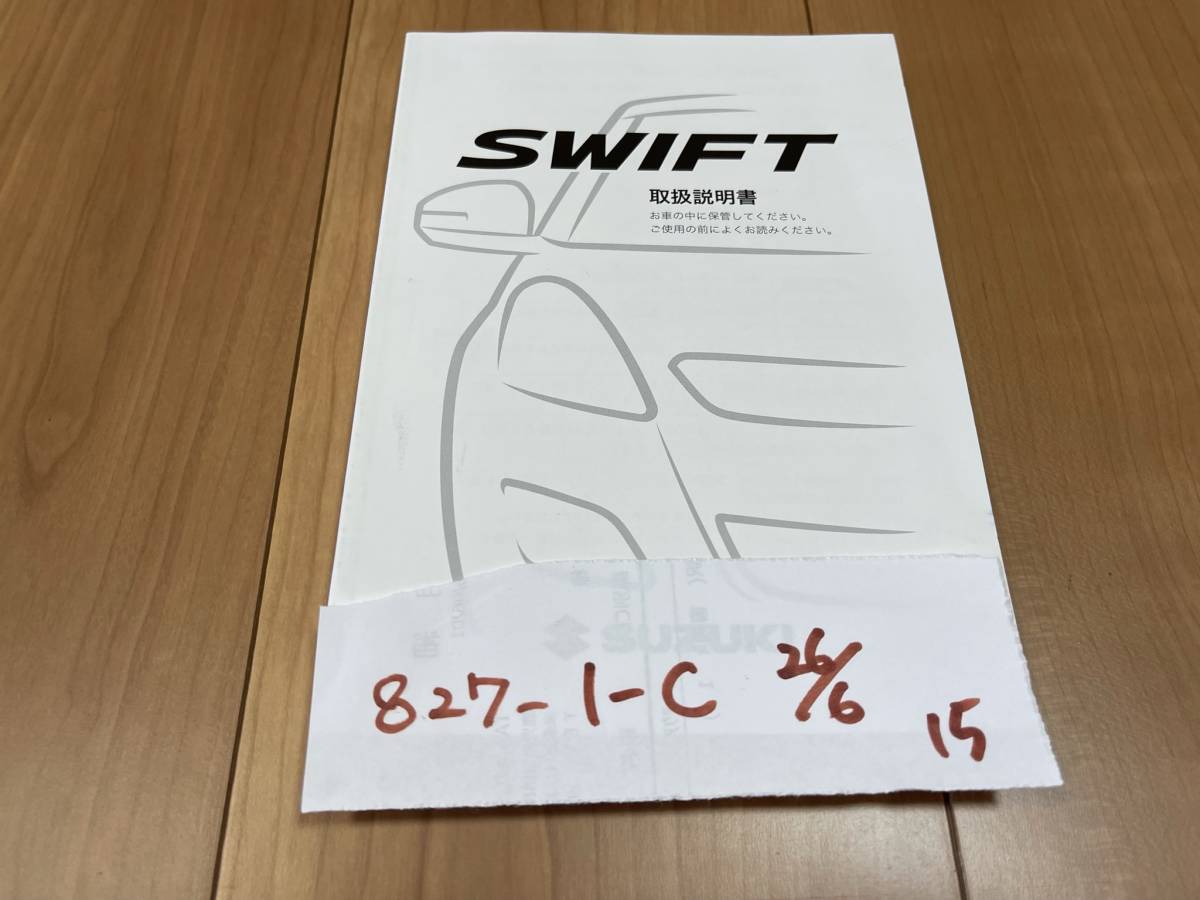 SWIFT
取扱説明書
お車の中に保管してください。
ご使用の前によくお読みください。
SUZUKI
827-1-C 26/6 15